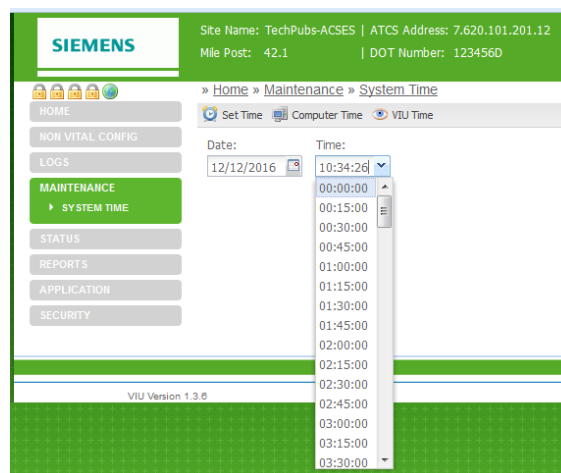 SIEMENS
Site Name: TechPubs-ACSES | ATCS Address: 7.620.101.201.12
Mile Post: 42.1 | DOT Number: 123456D
» Home » Maintenance » System Time
Set Time Computer Time VIU Time
HOME
NON VITAL CONFIG
LOGS
MAINTENANCE
SYSTEM TIME
STATUS
REPORTS
APPLICATION
SECURITY
Date: Time:
12/12/2016 10:34:26
00:00:00
00:15:00
00:30:00
00:45:00
01:00:00
01:15:00
01:30:00
01:45:00
02:00:00
02:15:00
02:30:00
02:45:00
03:00:00
03:15:00
03:30:00
VIU Version 1.3.6